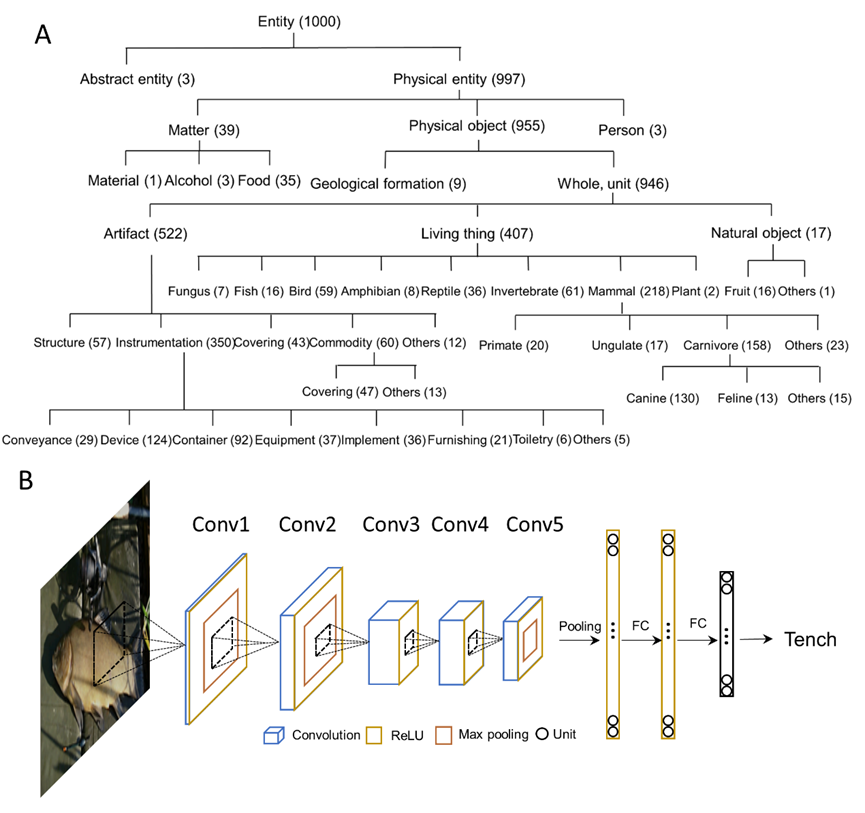 A
Entity (1000)
Abstract entity (3) Physical entity (997)
Matter (39) Physical object (955) Person (3)
Material (1) Alcohol (3) Food (35) Geological formation (9) Whole, unit (946)
Artifact (522) Living thing (407) Natural object (17)
Fungus (7) Fish (16) Bird (59) Amphibian (8) Reptile (36) Invertebrate (61) Mammal (218) Plant (2) Fruit (16) Others (1)
Structure (57) Instrumentation (350) Covering (43) Commodity (60) Others (12) Primate (20) Ungulate (17) Carnivore (158) Others (23)
Covering (47) Others (13) Canine (130) Feline (13) Others (15)
Conveyance (29) Device (124) Container (92) Equipment (37) Implement (36) Furnishing (21) Toiletry (6) Others (5)
B
Conv1 Conv2 Conv3 Conv4 Conv5
Pooling FC FC Tench
Convolution ReLU Max pooling Unit